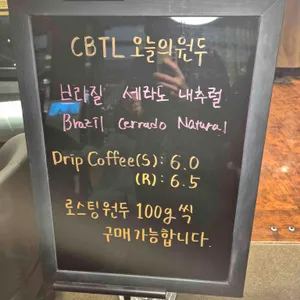 CBTL 오늘의 원두
브라질 세라도 내추럴
Brazil Cerrado Natural
Drip Coffee(S): 6.0
(R): 6.5
로스팅 원두 100g 씩
구매 가능합니다.